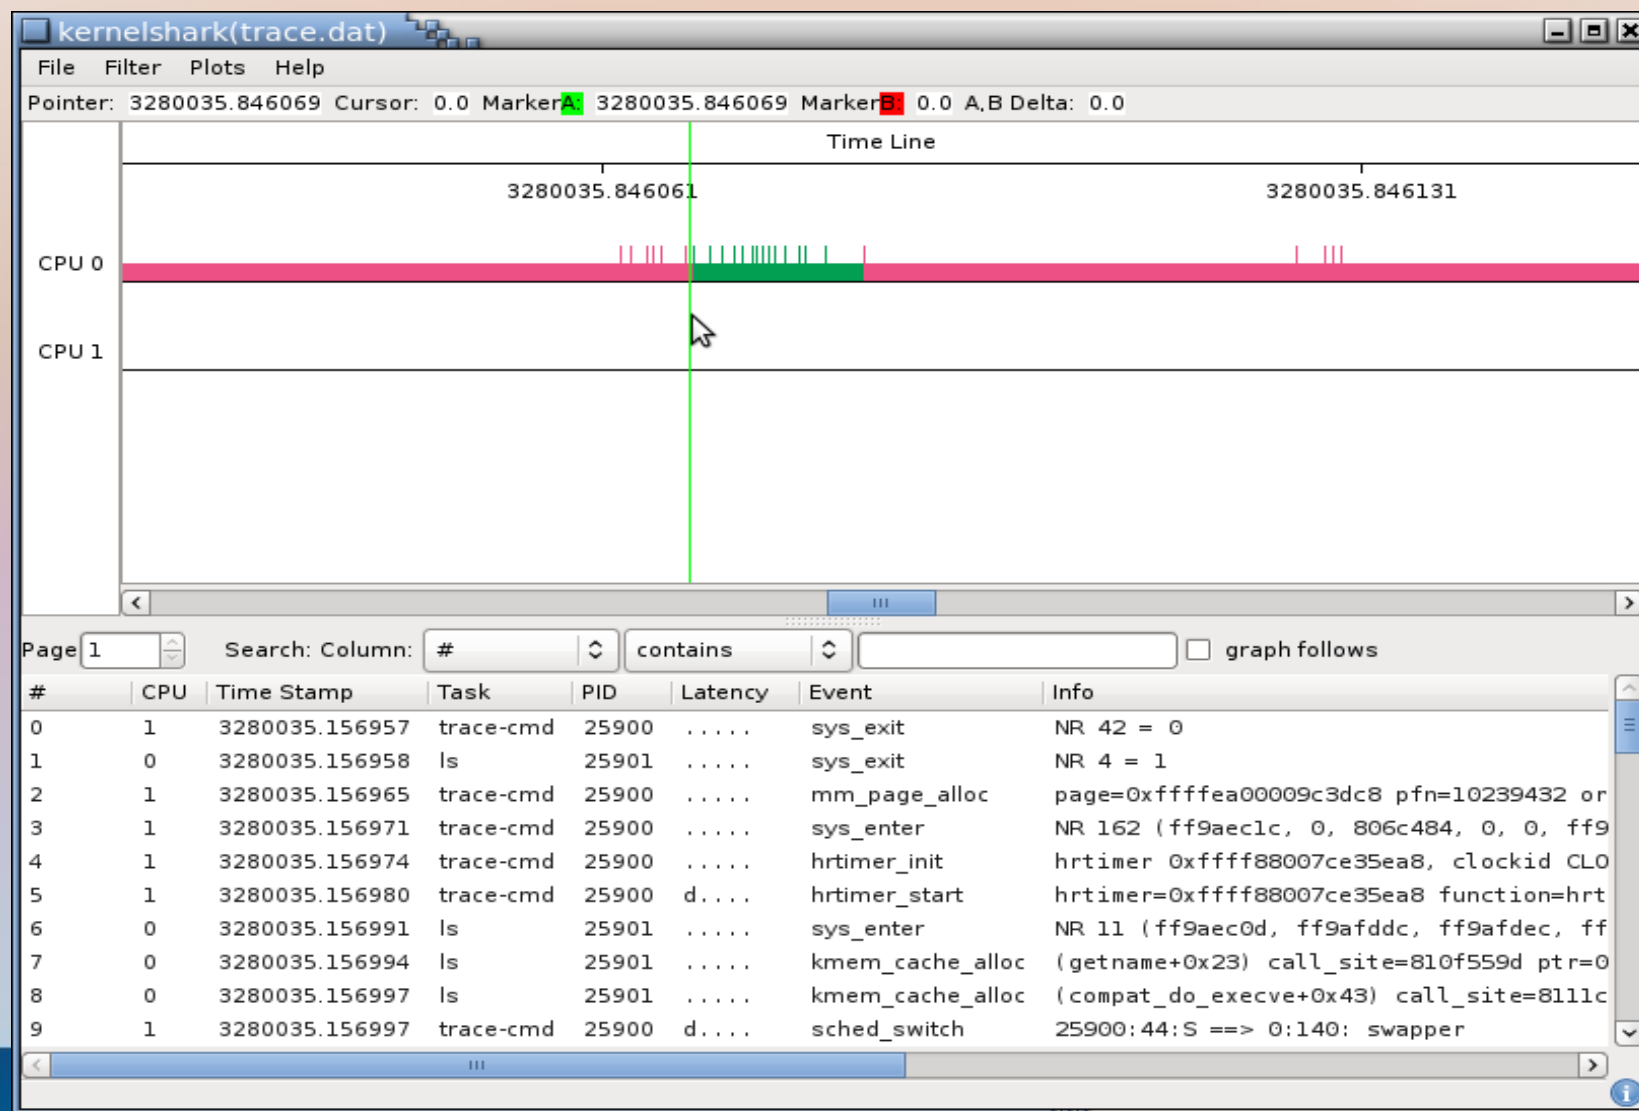 kernelshark(trace.dat)
File Filter Plots Help
Pointer: 3280035.846069 Cursor: 0.0 MarkerA: 3280035.846069 MarkerB: 0.0 A,B Delta: 0.0
Time Line
3280035.846061 3280035.846131
CPU 0
CPU 1
Page 1 Search: Column: # contains graph follows
# CPU Time Stamp Task PID Latency Event Info
0 1 3280035.156957 trace-cmd 25900 ..... sys_exit NR 42 = 0
1 0 3280035.156958 ls 25901 ..... sys_exit NR 4 = 1
2 1 3280035.156965 trace-cmd 25900 ..... mm_page_alloc page=0xffffea00009c3dc8 pfn=10239432 or
3 1 3280035.156971 trace-cmd 25900 ..... sys_enter NR 162 (ff9aec1c, 0, 806c484, 0, 0, ff9
4 1 3280035.156974 trace-cmd 25900 ..... hrtimer_init hrtimer 0xffff88007ce35ea8, clockid CLO
5 1 3280035.156980 trace-cmd 25900 d.... hrtimer_start hrtimer=0xffff88007ce35ea8 function=hrt
6 0 3280035.156991 ls 25901 ..... sys_enter NR 11 (ff9aec0d, ff9afddc, ff9afdec, ff
7 0 3280035.156994 ls 25901 ..... kmem_cache_alloc (getname+0x23) call_site=810f559d ptr=0
8 0 3280035.156997 ls 25901 ..... kmem_cache_alloc (compat_do_execve+0x43) call_site=8111c
9 1 3280035.156997 trace-cmd 25900 d.... sched_switch 25900:44:S ==> 0:140: swapper